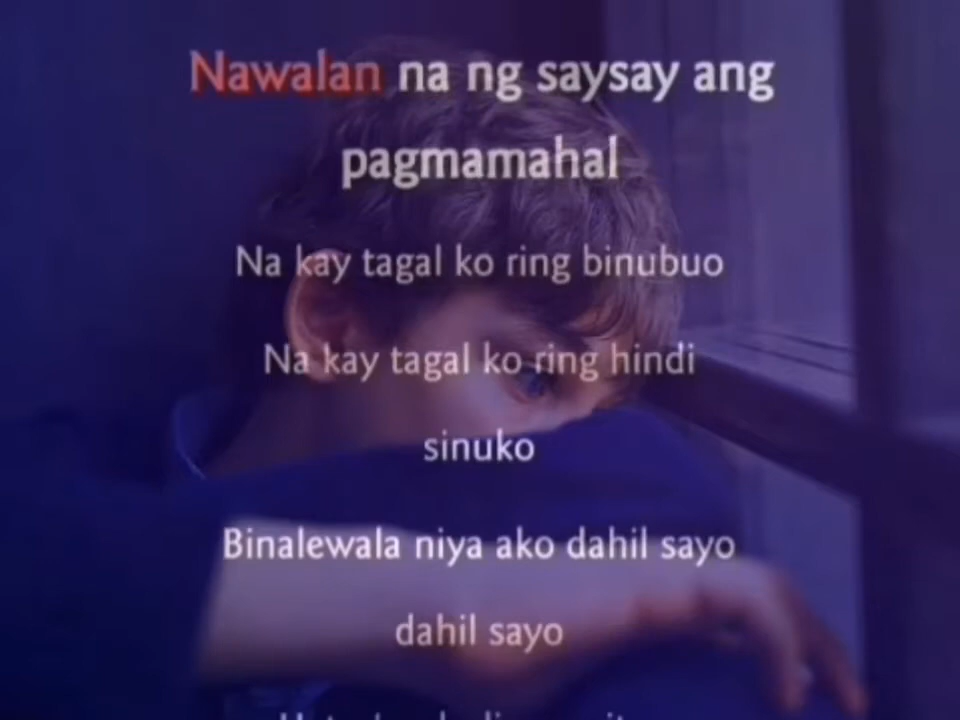 Nawalan na ng saysay ang
pagmamahal
Na kay tagal ko ring binubuo
Na kay tagal ko ring hindi
sinuko
Binalewala niya ako dahil sayo
dahil sayo